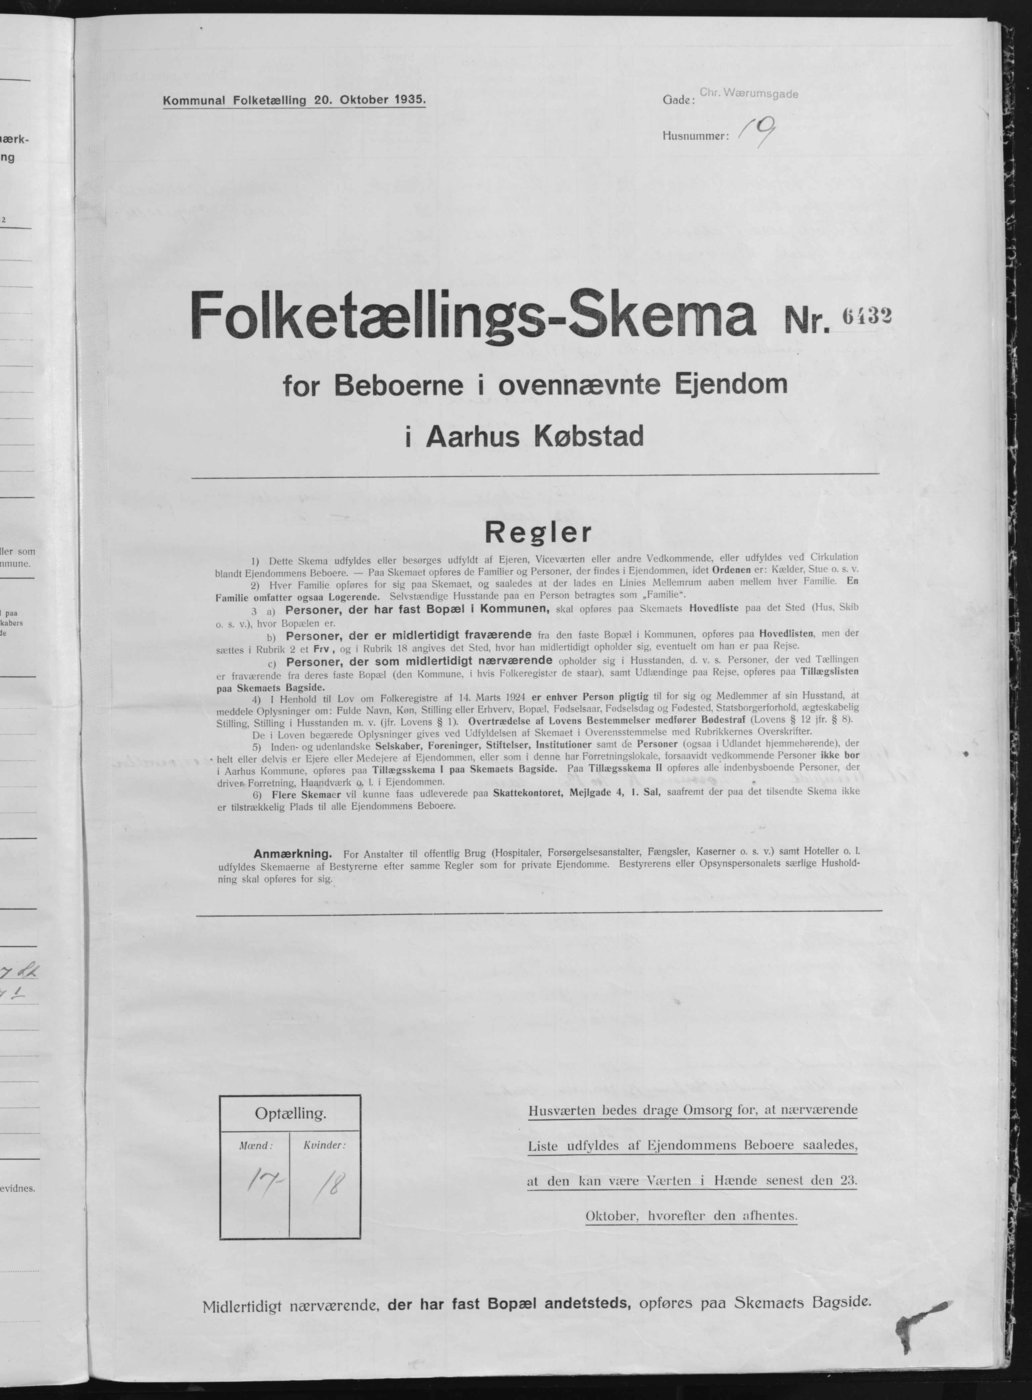 Kommunal Folketælling 20. Oktober 1935.
Gade: Chr. Wærumsgade
Husnummer: 19
Folketællings-Skema Nr. 6432
for Beboerne i ovennævnte Ejendom
i Aarhus Købstad
Regler
1) Dette Skema udfyldes eller besørges udfyldt af Ejeren, Viceværten eller andre Vedkommende, eller udfyldes ved Cirkulation
blandt Ejendommens Beboere. — Paa Skemaet opføres de Familier og Personer, der findes i Ejendommen, idet Ordenen er: Kælder, Stue o. s. v.
2) Hver Familie opføres for sig paa Skemaet, og saaledes at der lades en Linies Mellemrum aaben mellem hver Familie. En
Familie omfatter ogsaa Logerende. Selvstændige Husstande paa en Person betragtes som „Familie“.
3 a) Personer, der har fast Bopæl i Kommunen, skal opføres paa Skemaets Hovedliste paa det Sted (Hus, Skib
o. s. v.), hvor Bopælen er.
b) Personer, der er midlertidigt fraværende fra den faste Bopæl i Kommunen, opføres paa Hovedlisten, men der
sættes i Rubrik 2 et Frv., og i Rubrik 18 angives det Sted, hvor han midlertidigt opholder sig, eventuelt om han er paa Rejse.
c) Personer, der som midlertidigt nærværende opholder sig i Husstanden, d. v. s. Personer, der ved Tællingen
er fraværende fra deres faste Bopæl (den Kommune, i hvis Folkeregister de staar), samt Udlændinge paa Rejse, opføres paa Tillægslisten
paa Skemaets Bagside.
4) I Henhold til Lov om Folkeregistre af 14. Marts 1924 er enhver Person pligtig til for sig og Medlemmer af sin Husstand, at
meddele Oplysninger om: Fulde Navn, Køn, Stilling eller Erhverv, Bopæl, Fødselsaar, Fødselsdag og Fødested, Statsborgerforhold, ægteskabelig
Stilling, Stilling i Husstanden m. v. (jfr. Lovens § 1). Overtrædelse af Lovens Bestemmelser medfører Bødestraf (Lovens § 12 jfr. § 8).
De i Loven begærede Oplysninger gives ved Udfyldelsen af Skemaet i Overensstemmelse med Rubrikkernes Overskrifter.
5) Inden- og udenlandske Selskaber, Foreninger, Stiftelser, Institutioner samt de Personer (ogsaa i Udlandet hjemmehørende), der
helt eller delvis er Ejere eller Medejere af Ejendommen, eller som i denne har Forretningslokale, forsaavidt vedkommende Personer ikke bor
i Aarhus Kommune, opføres paa Tillægsskema I paa Skemaets Bagside. Paa Tillægsskema II opføres alle indenbysboende Personer, der
driver Forretning, Haandværk o. l. i Ejendommen.
6) Flere Skemaer vil kunne faas udleverede paa Skattekontoret, Mejlgade 4, 1. Sal, saafremt der paa det tilsendte Skema ikke
er tilstrækkelig Plads til alle Ejendommens Beboere.
Anmærkning. For Anstalter til offentlig Brug (Hospitaler, Forsørgelsesanstalter, Fængsler, Kaserner o. s. v.) samt Hoteller o. l.
udfyldes Skemaerne af Bestyrerne efter samme Regler som for private Ejendomme. Bestyrerens eller Opsynspersonalets særlige Hushold-
ning skal opføres for sig.
Optælling.
Mænd: Kvinder:
17 18
Husværten bedes drage Omsorg for, at nærværende
Liste udfyldes af Ejendommens Beboere saaledes,
at den kan være Værten i Hænde senest den 23.
Oktober, hvorefter den afhentes.
Midlertidigt nærværende, der har fast Bopæl andetsteds, opføres paa Skemaets Bagside.